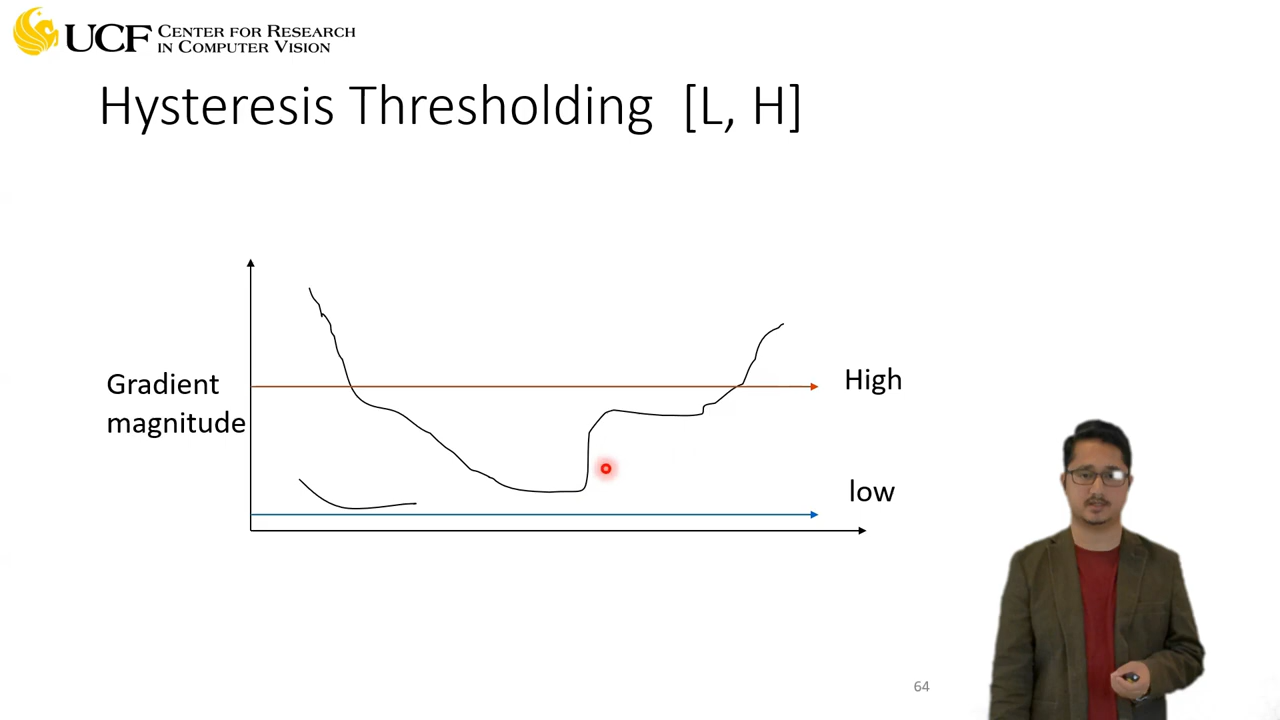 UCF CENTER FOR RESEARCH
IN COMPUTER VISION
Hysteresis Thresholding [L, H]
Gradient
magnitude
High
low
64